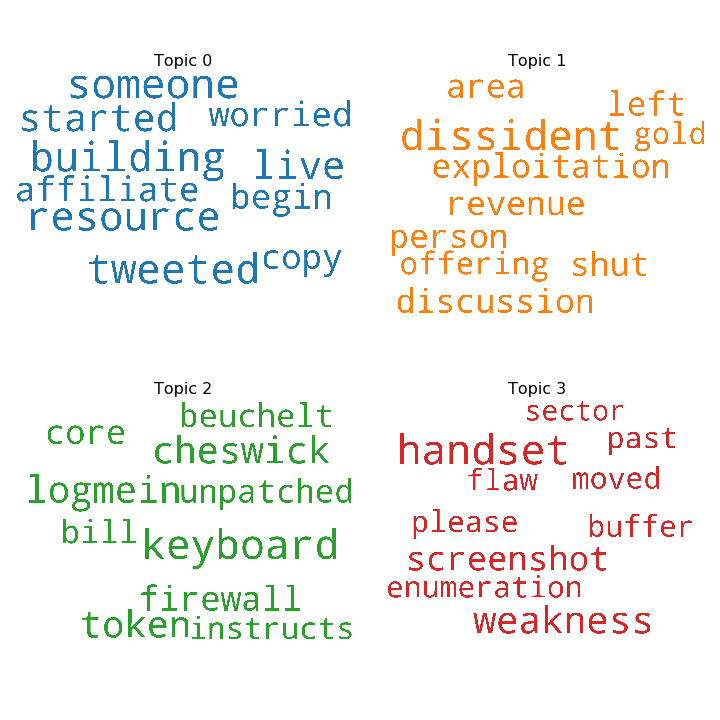 Topic 0
someone
started worried
building live
affiliate begin
resource
tweeted copy
Topic 1
area left
dissident gold
exploitation
revenue
person
offering shut
discussion
Topic 2
beuchelt
core
cheswick
logmein unpatched
bill keyboard
firewall
token instructs
Topic 3
sector
handset past
flaw moved
please buffer
screenshot
enumeration
weakness